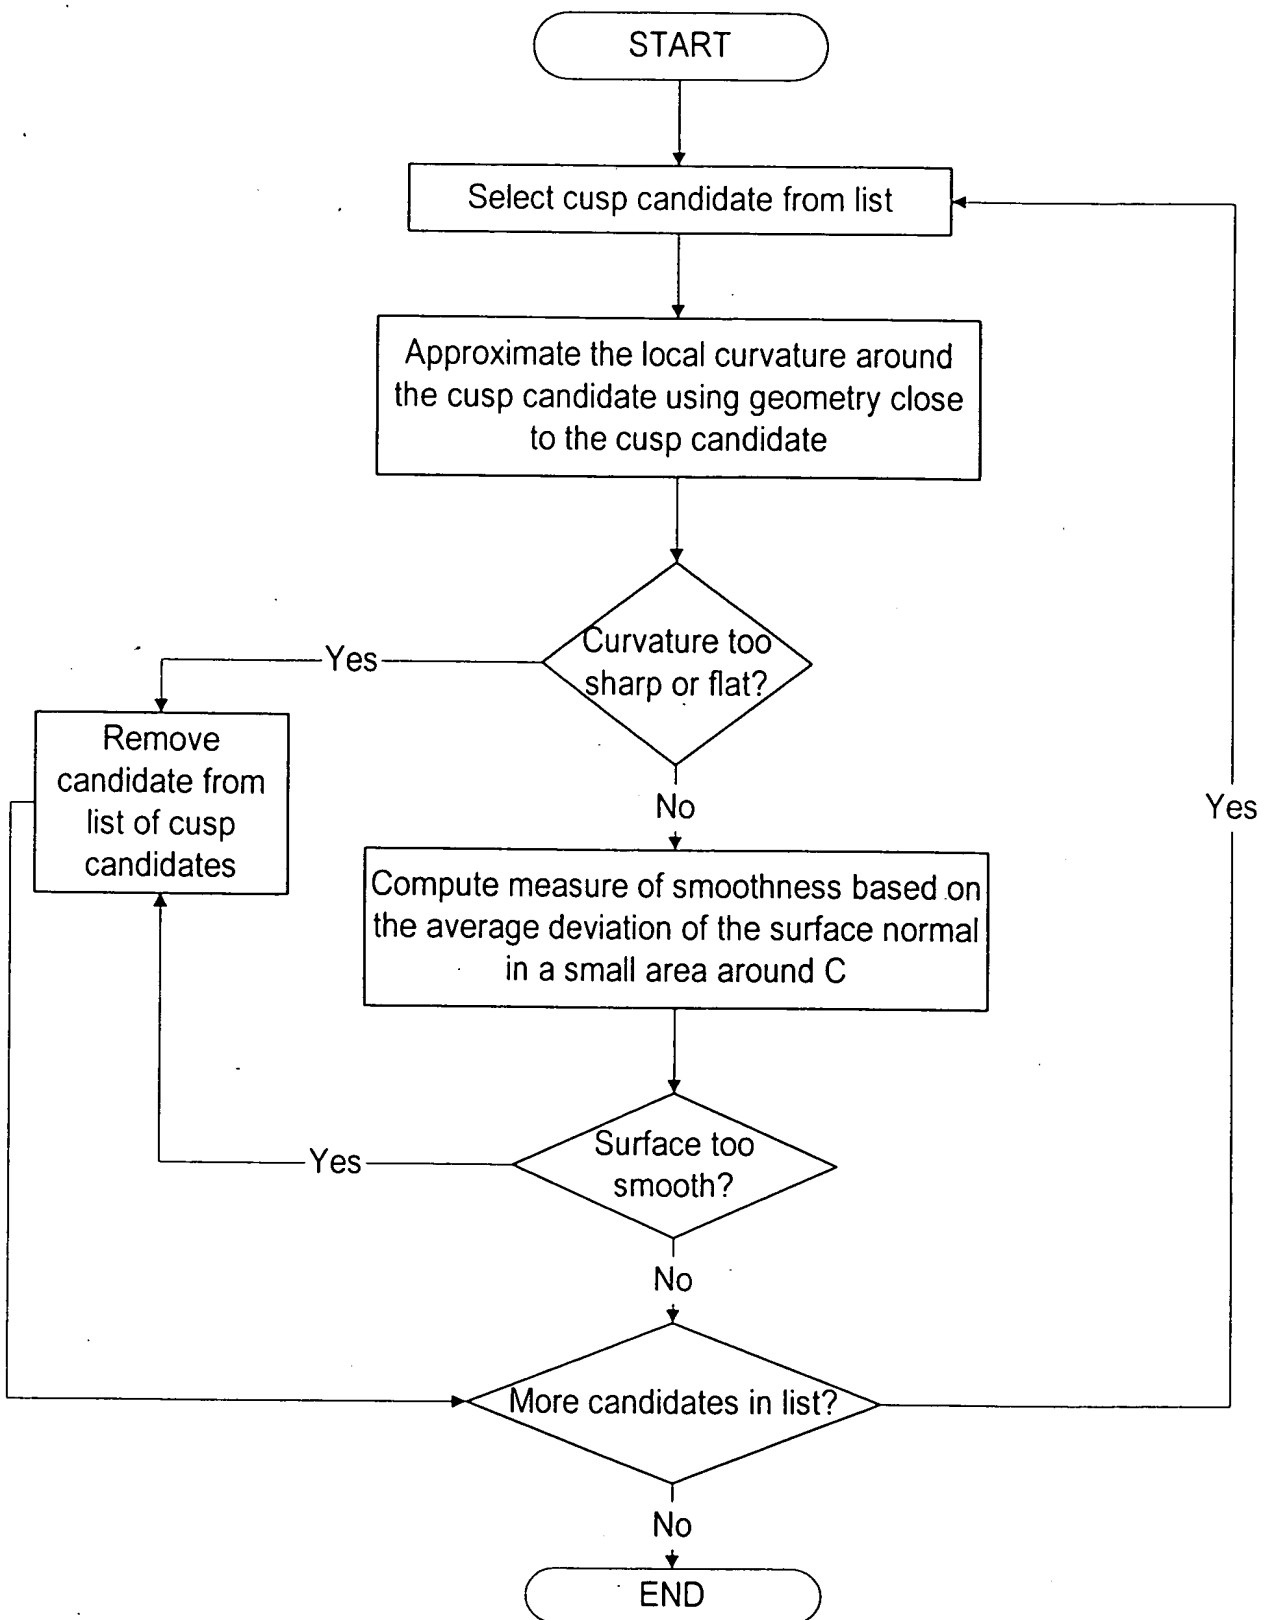 START
Select cusp candidate from list
Approximate the local curvature around
the cusp candidate using geometry close
to the cusp candidate
Curvature too
sharp or flat?
Yes
Remove
candidate from
list of cusp
candidates
No
Yes
Compute measure of smoothness based on
the average deviation of the surface normal
in a small area around C
Surface too
smooth?
Yes
No
More candidates in list?
No
END